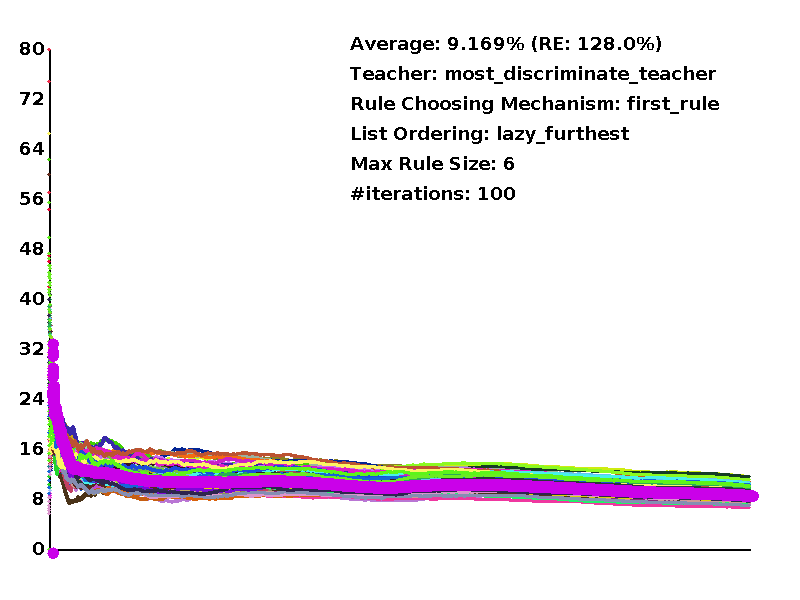 Average: 9.169% (RE: 128.0%)
Teacher: most_discriminate_teacher
Rule Choosing Mechanism: first_rule
List Ordering: lazy_furthest
Max Rule Size: 6
#iterations: 100
80
72
64
56
48
40
32
24
16
8
0